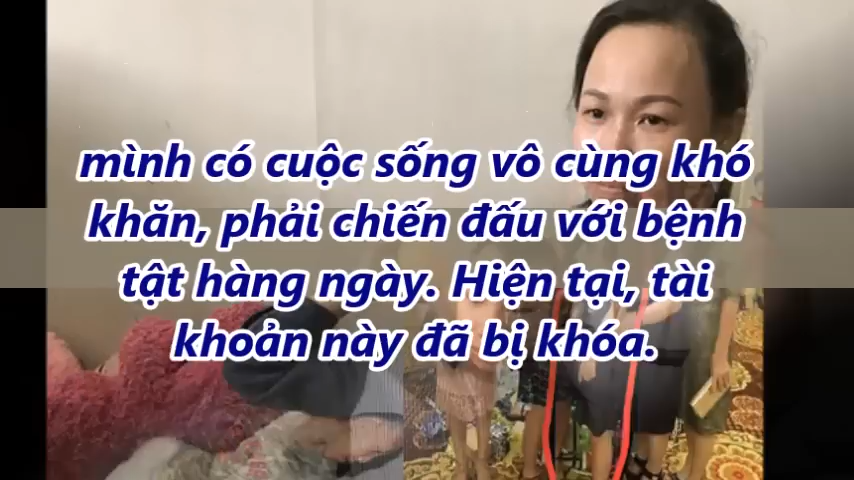 mình có cuộc sống vô cùng khó
khăn, phải chiến đấu với bệnh
tật hàng ngày. Hiện tại, tài
khoản này đã bị khóa.